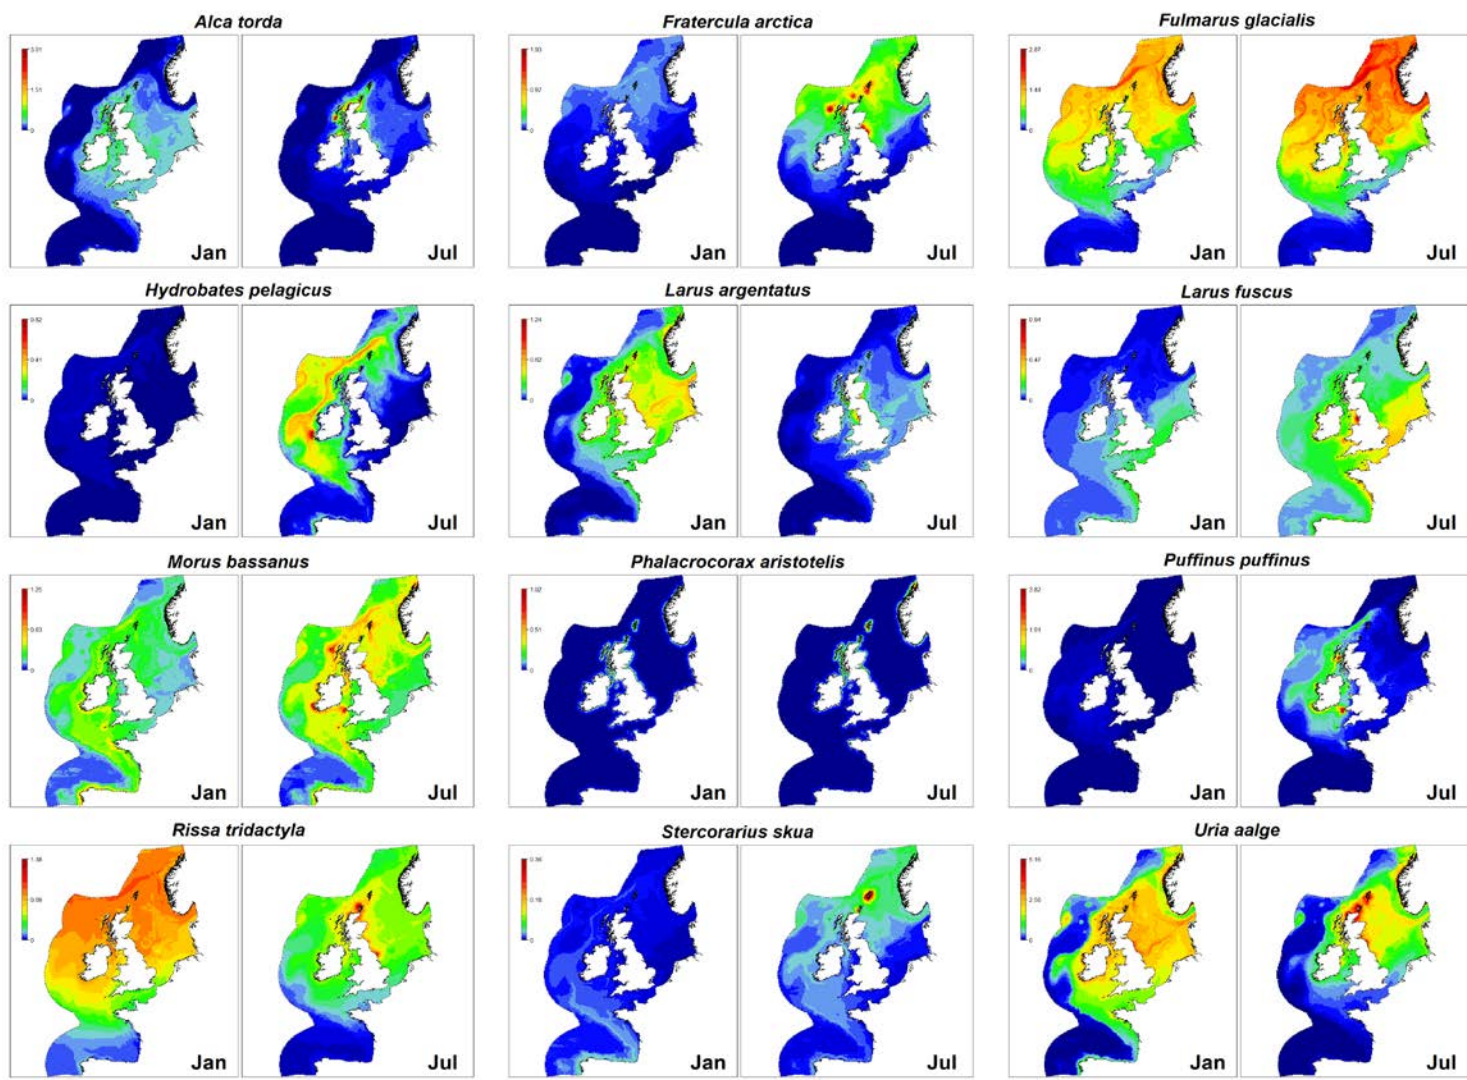 Alca torda
Fratercula arctica
Fulmarus glacialis
Jan
Jul
Jan
Jul
Jan
Jul
Hydrobates pelagicus
Larus argentatus
Larus fuscus
Jan
Jul
Jan
Jul
Jan
Jul
Morus bassanus
Phalacrocorax aristotelis
Puffinus puffinus
Jan
Jul
Jan
Jul
Jan
Jul
Rissa tridactyla
Stercorarius skua
Uria aalge
Jan
Jul
Jan
Jul
Jan
Jul